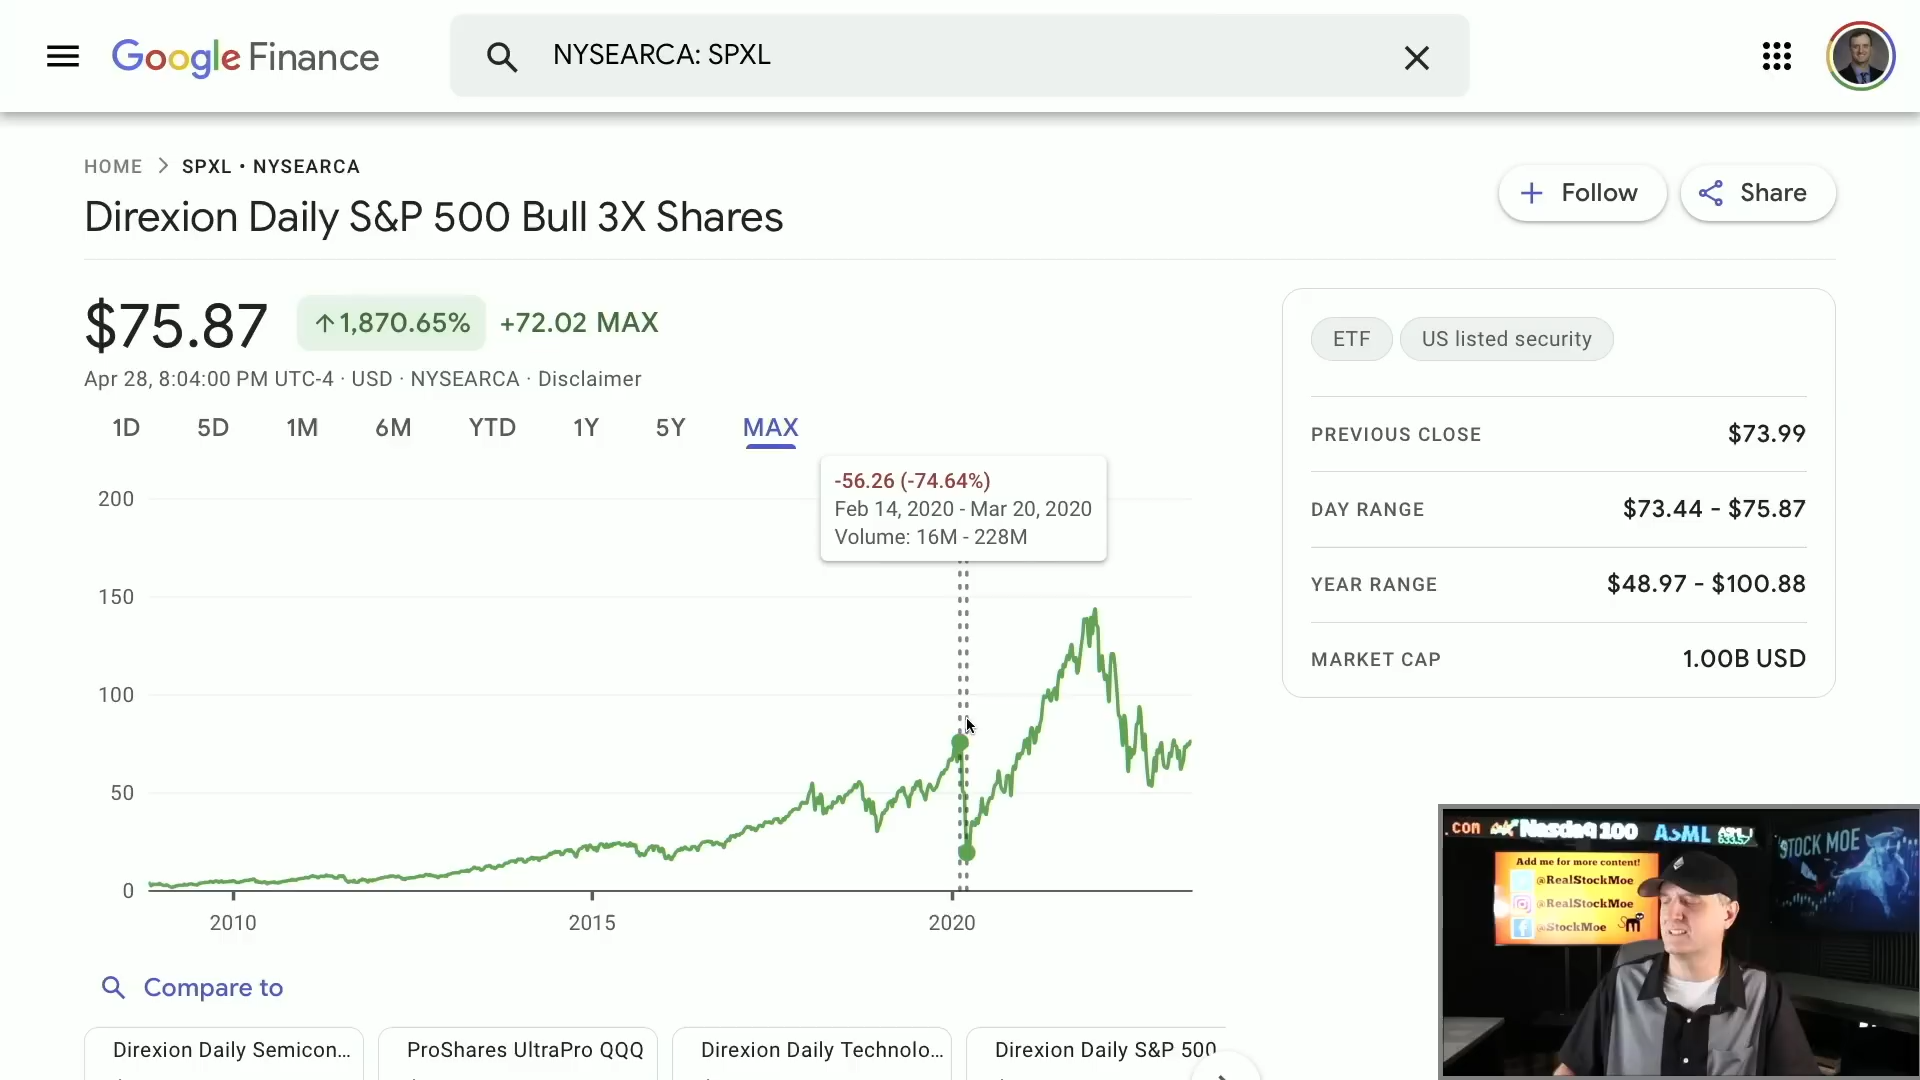 Google Finance
NYSEARCA: SPXL
HOME > SPXL • NYSEARCA
Direxion Daily S&P 500 Bull 3X Shares
Follow
Share
$75.87
↑1,870.65%
+72.02 MAX
Apr 28, 8:04:00 PM UTC-4 · USD · NYSEARCA · Disclaimer
1D 5D 1M 6M YTD 1Y 5Y MAX
-56.26 (-74.64%)
Feb 14, 2020 - Mar 20, 2020
Volume: 16M - 228M
200
150
100
50
0
2010 2015 2020
ETF
US listed security
PREVIOUS CLOSE $73.99
DAY RANGE $73.44 - $75.87
YEAR RANGE $48.97 - $100.88
MARKET CAP 1.00B USD
Compare to
Direxion Daily Semicon...
ProShares UltraPro QQQ
Direxion Daily Technolo...
Direxion Daily S&P 500
.COM Nasdaq 100 ASML
STOCK MOE
Add me for more content!
@RealStockMoe
@RealStockMoe
@StockMoe